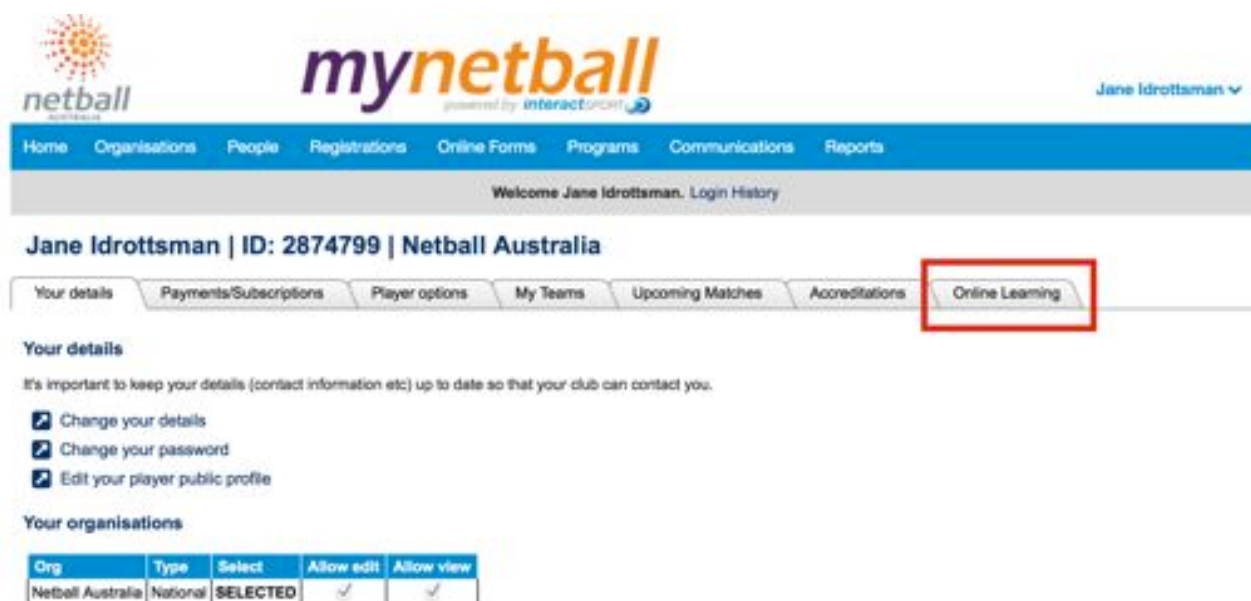 netball
AUSTRALIA
mynetball
powered by interactSPORT
Jane Idrottsman
Home Organisations People Registrations Online Forms Programs Communications Reports
Welcome Jane Idrottsman. Login History
Jane Idrottsman | ID: 2874799 | Netball Australia
Your details Payments/Subscriptions Player options My Teams Upcoming Matches Accreditations Online Learning
Your details
It's important to keep your details (contact information etc) up to date so that your club can contact you.
Change your details
Change your password
Edit your player public profile
Your organisations
Org Type Select Allow edit Allow view
Netball Australia National SELECTED